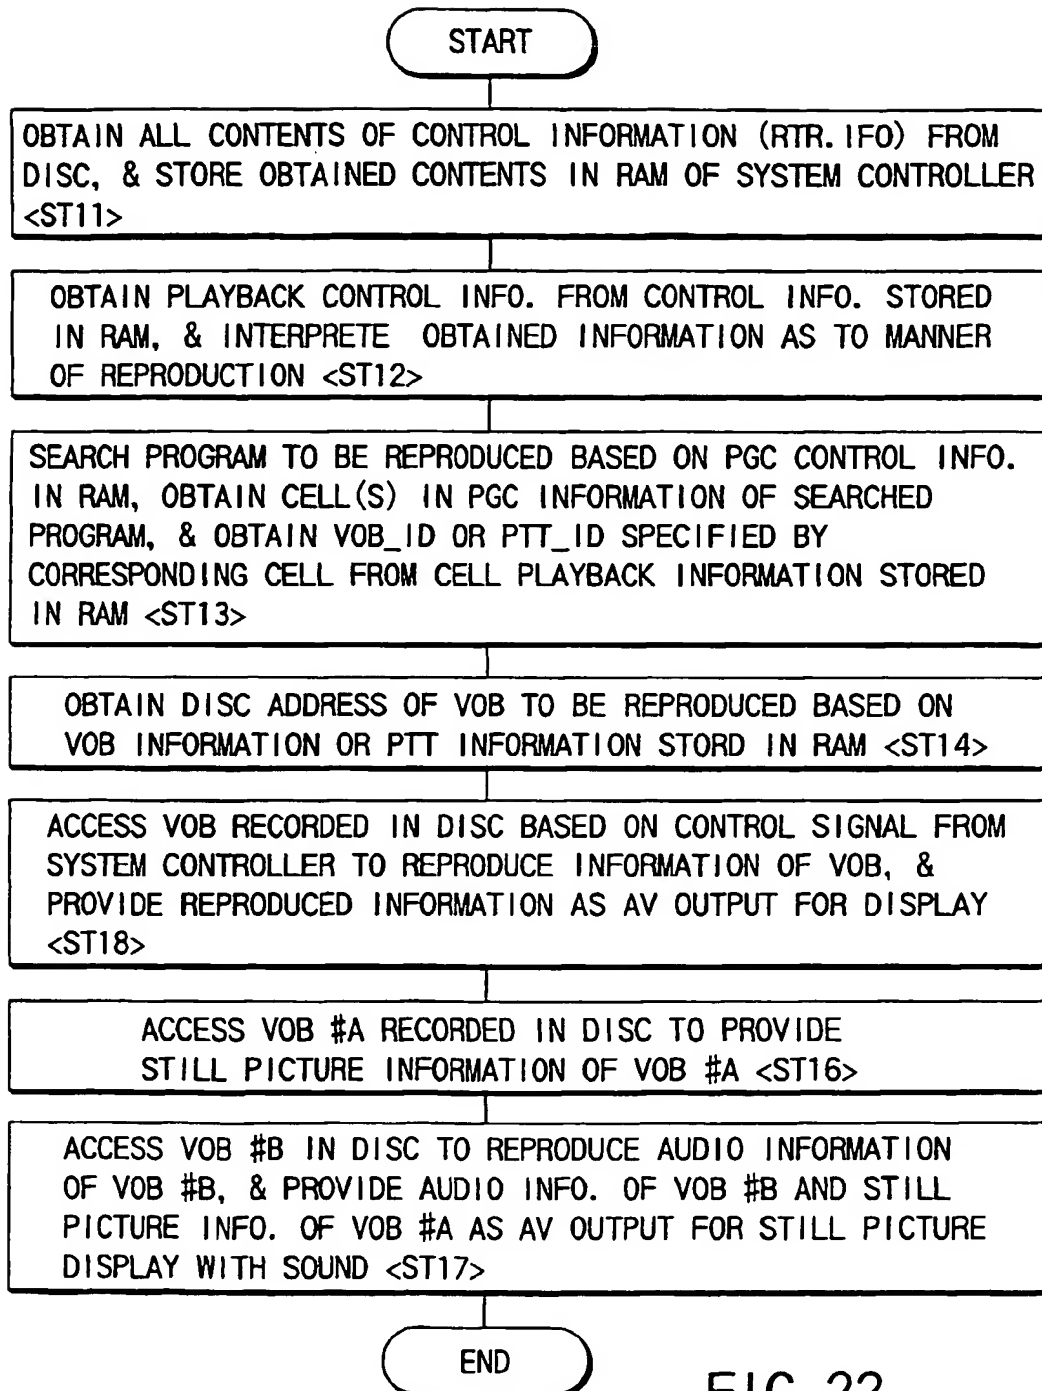 START
OBTAIN ALL CONTENTS OF CONTROL INFORMATION (RTR.IFO) FROM
DISC, & STORE OBTAINED CONTENTS IN RAM OF SYSTEM CONTROLLER
<ST11>
OBTAIN PLAYBACK CONTROL INFO. FROM CONTROL INFO. STORED
IN RAM, & INTERPRETE OBTAINED INFORMATION AS TO MANNER
OF REPRODUCTION <ST12>
SEARCH PROGRAM TO BE REPRODUCED BASED ON PGC CONTROL INFO.
IN RAM, OBTAIN CELL(S) IN PGC INFORMATION OF SEARCHED
PROGRAM, & OBTAIN VOB_ID OR PTT_ID SPECIFIED BY
CORRESPONDING CELL FROM CELL PLAYBACK INFORMATION STORED
IN RAM <ST13>
OBTAIN DISC ADDRESS OF VOB TO BE REPRODUCED BASED ON
VOB INFORMATION OR PTT INFORMATION STORD IN RAM <ST14>
ACCESS VOB RECORDED IN DISC BASED ON CONTROL SIGNAL FROM
SYSTEM CONTROLLER TO REPRODUCE INFORMATION OF VOB, &
PROVIDE REPRODUCED INFORMATION AS AV OUTPUT FOR DISPLAY
<ST18>
ACCESS VOB #A RECORDED IN DISC TO PROVIDE
STILL PICTURE INFORMATION OF VOB #A <ST16>
ACCESS VOB #B IN DISC TO REPRODUCE AUDIO INFORMATION
OF VOB #B, & PROVIDE AUDIO INFO. OF VOB #B AND STILL
PICTURE INFO. OF VOB #A AS AV OUTPUT FOR STILL PICTURE
DISPLAY WITH SOUND <ST17>
END
FIG. 22